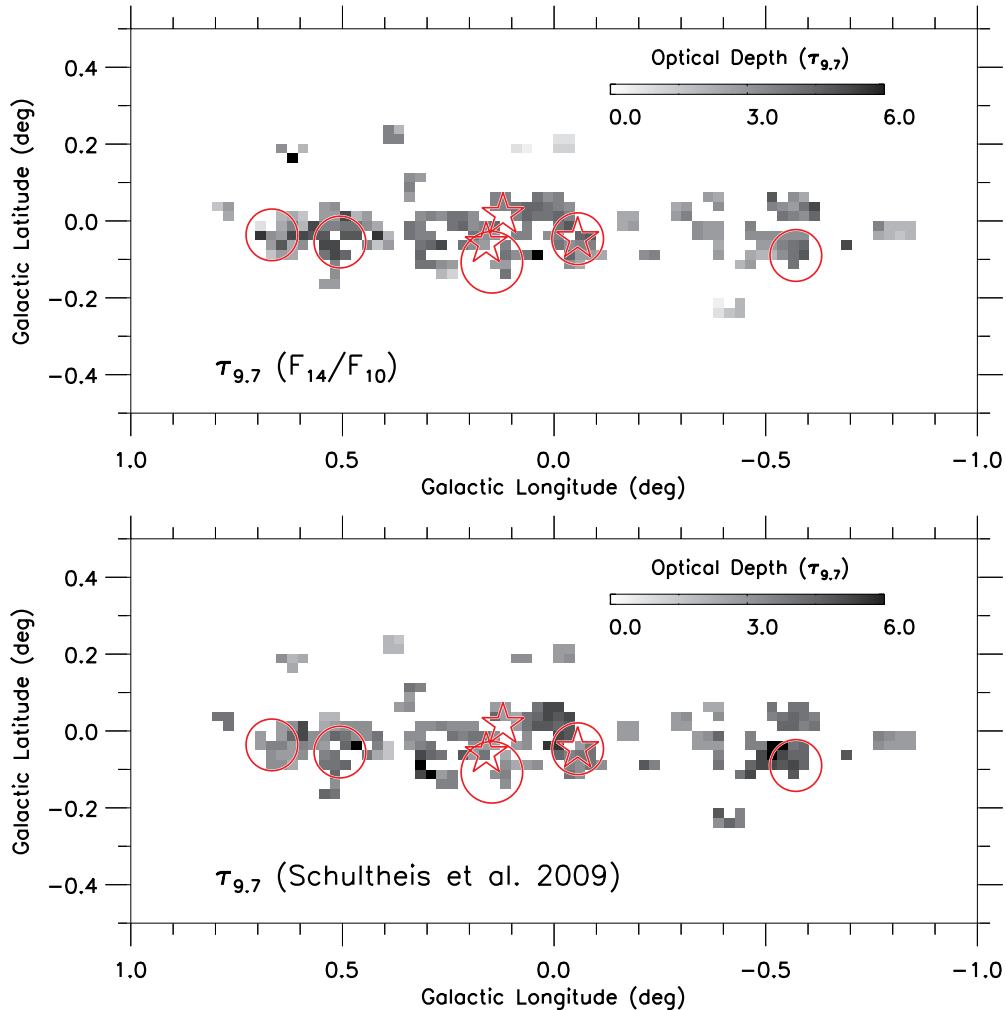 Optical Depth (τ9.7)
0.0 3.0 6.0
0.4
0.2
0.0
−0.2
−0.4
Galactic Latitude (deg)
τ9.7 (F14/F10)
1.0 0.5 0.0 −0.5 −1.0
Galactic Longitude (deg)
Optical Depth (τ9.7)
0.0 3.0 6.0
0.4
0.2
0.0
−0.2
−0.4
Galactic Latitude (deg)
τ9.7 (Schultheis et al. 2009)
1.0 0.5 0.0 −0.5 −1.0
Galactic Longitude (deg)